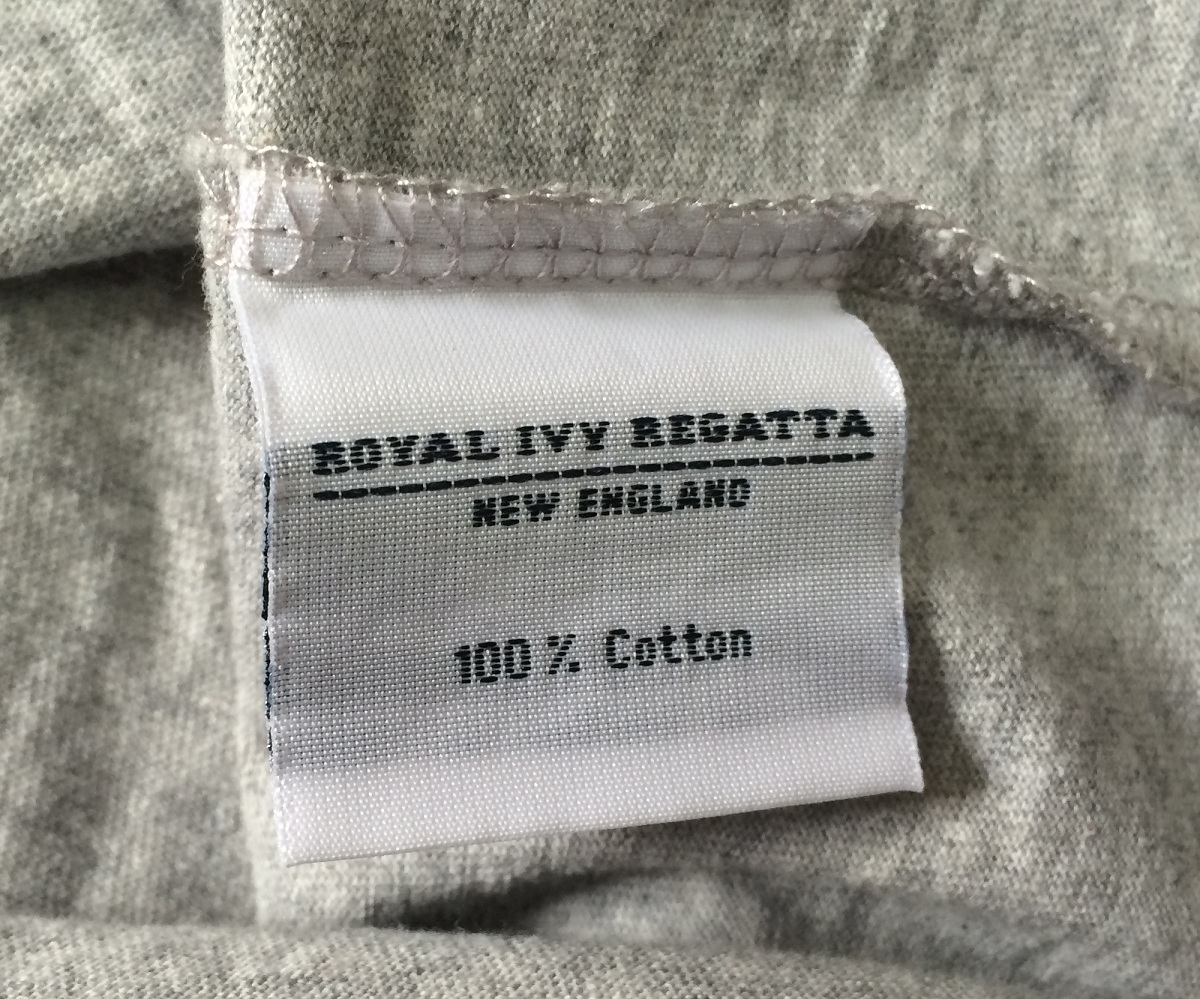 ROYAL IVY REGATTA
NEW ENGLAND
100 % Cotton